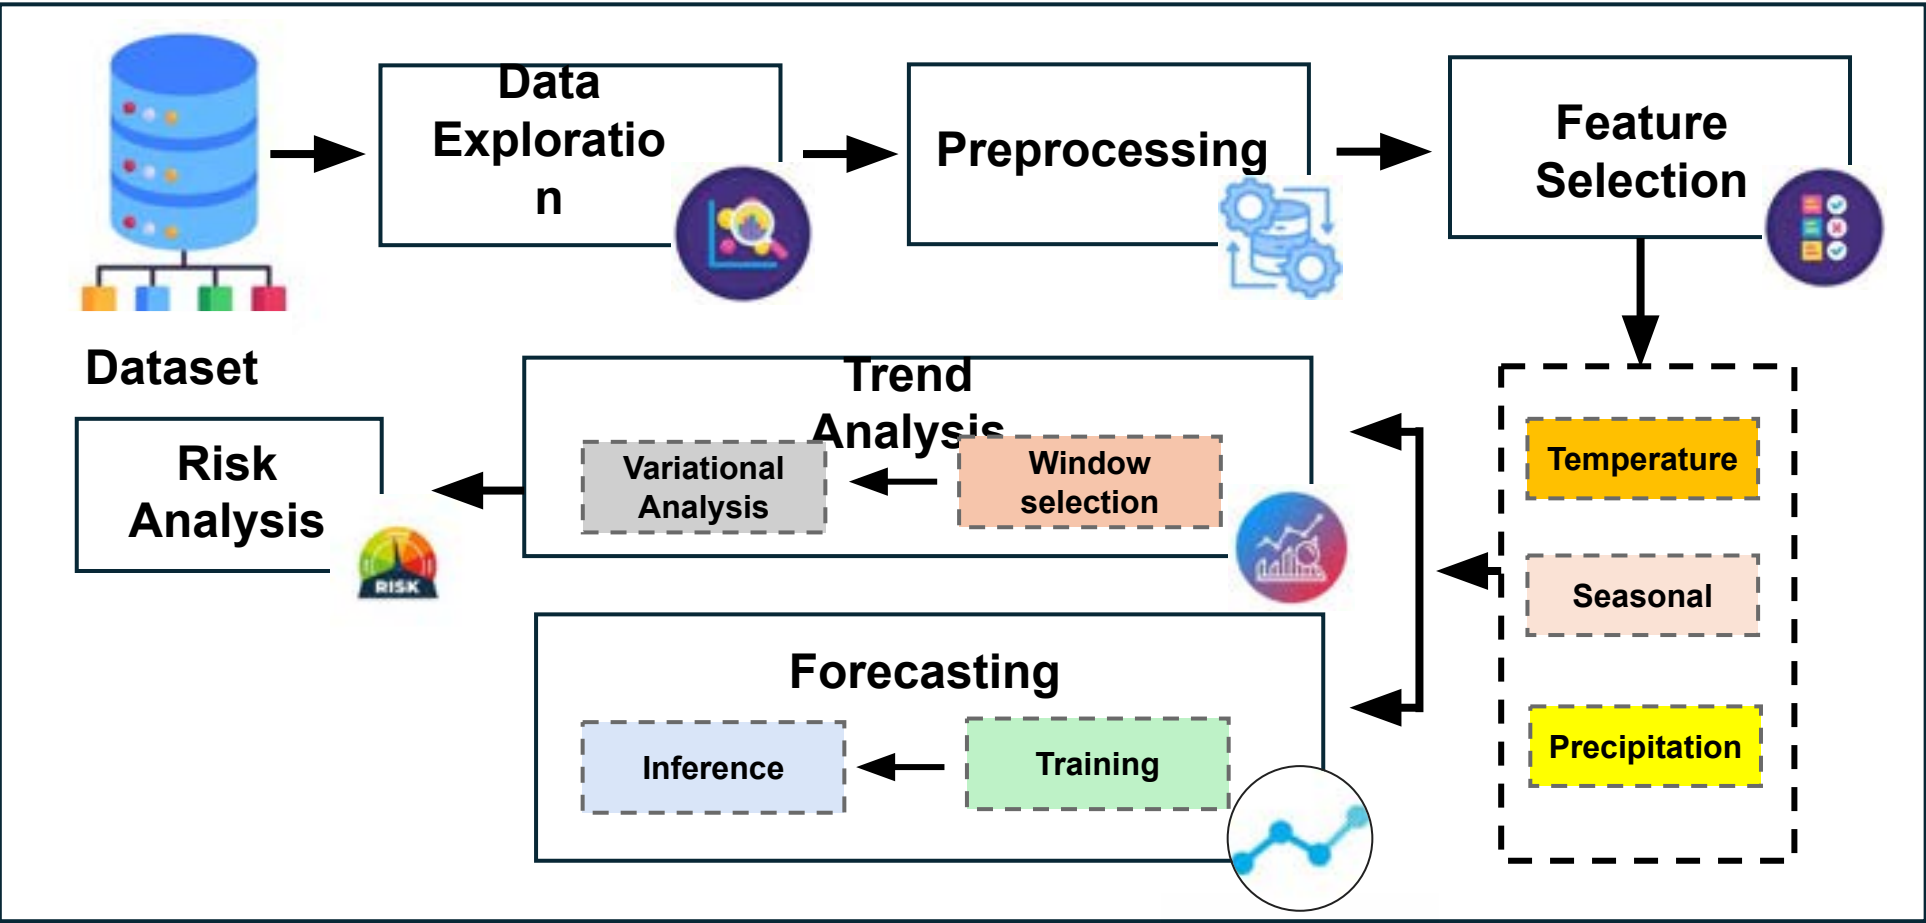 Data
Exploratio
n
Preprocessing
Feature
Selection
Dataset
Trend
Analysis
Variational
Analysis
Window
selection
Risk
Analysis
RISK
Temperature
Seasonal
Precipitation
Forecasting
Inference
Training